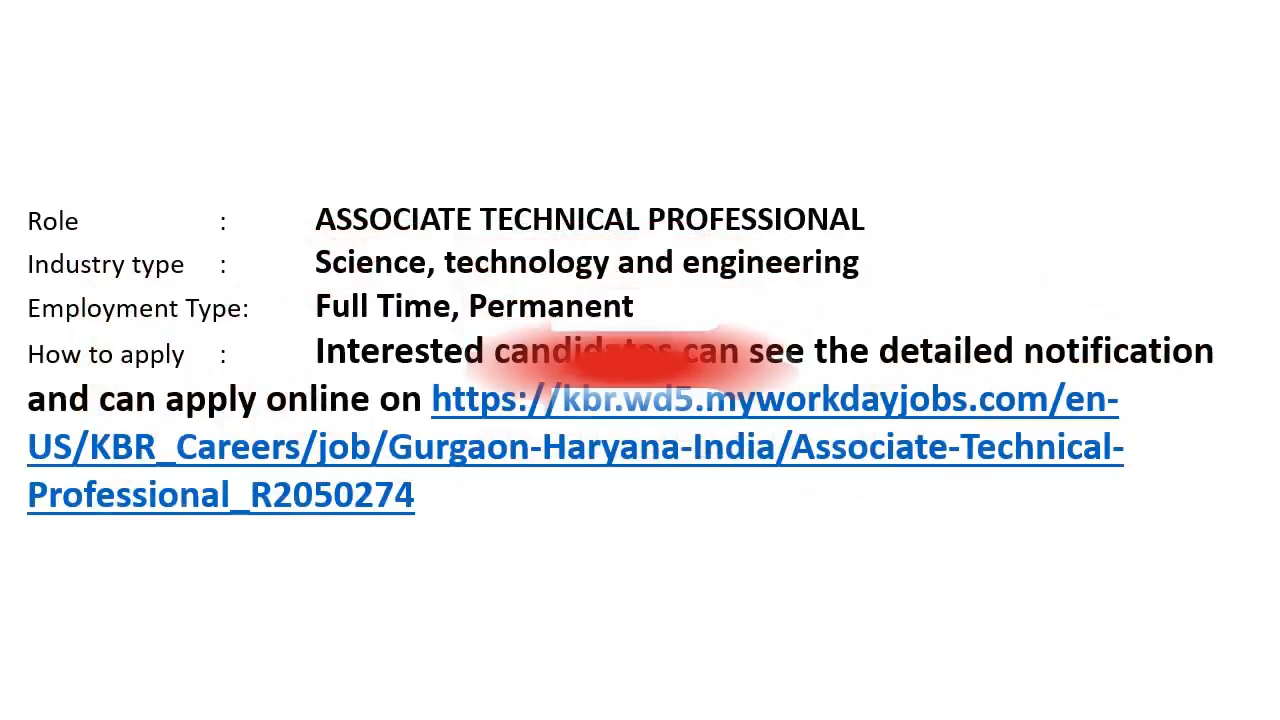 Role : ASSOCIATE TECHNICAL PROFESSIONAL
Industry type : Science, technology and engineering
Employment Type: Full Time, Permanent
How to apply : Interested candidates can see the detailed notification
and can apply online on https://kbr.wd5.myworkdayjobs.com/en-
US/KBR_Careers/job/Gurgaon-Haryana-India/Associate-Technical-
Professional_R2050274